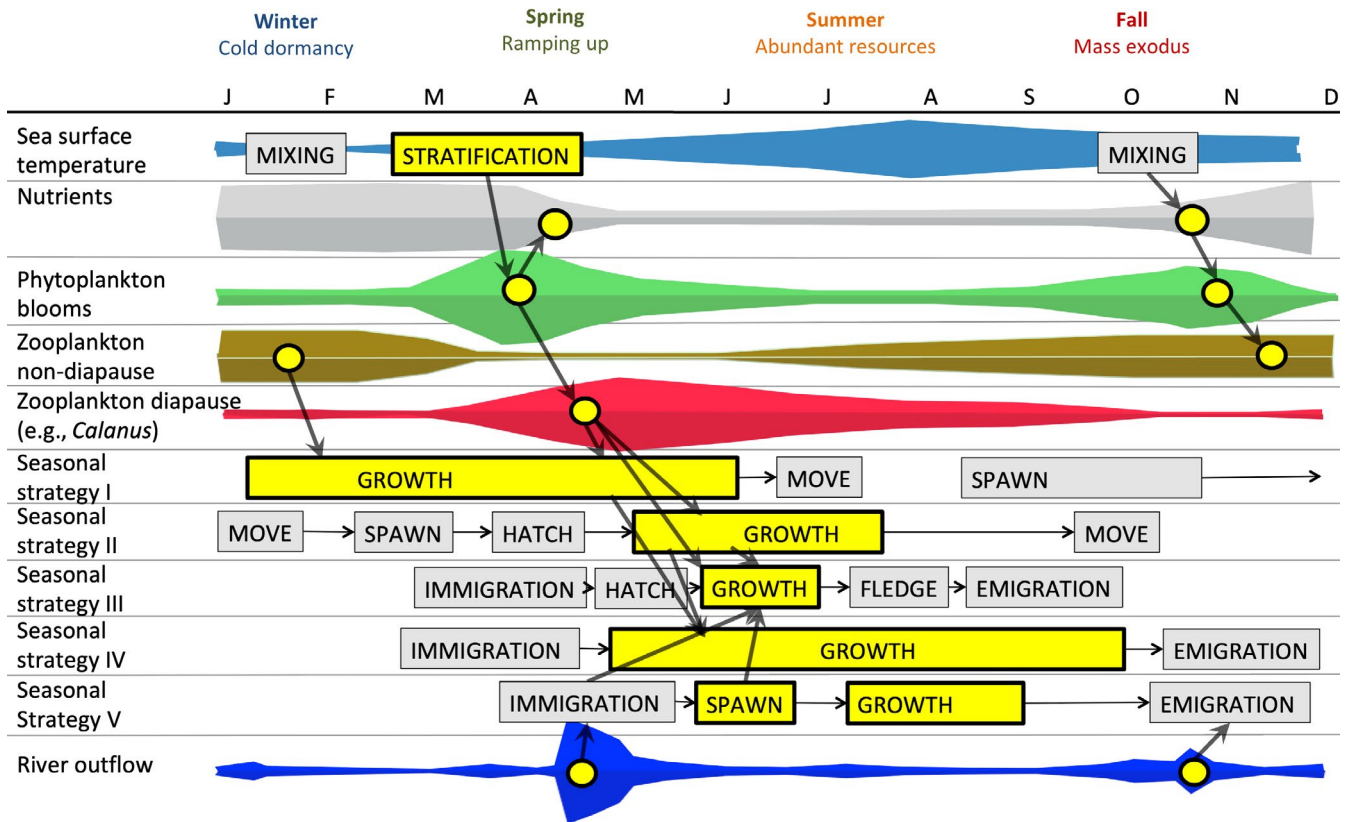 Winter
Cold dormancy
Spring
Ramping up
Summer
Abundant resources
Fall
Mass exodus
J F M A M J J A S O N D
Sea surface
temperature
MIXING
STRATIFICATION
MIXING
Nutrients
Phytoplankton
blooms
Zooplankton
non-diapause
Zooplankton diapause
(e.g., Calanus)
Seasonal
strategy I
GROWTH
MOVE
SPAWN
Seasonal
strategy II
MOVE
SPAWN
HATCH
GROWTH
MOVE
Seasonal
strategy III
IMMIGRATION
HATCH
GROWTH
FLEDGE
EMIGRATION
Seasonal
strategy IV
IMMIGRATION
GROWTH
EMIGRATION
Seasonal
Strategy V
IMMIGRATION
SPAWN
GROWTH
EMIGRATION
River outflow